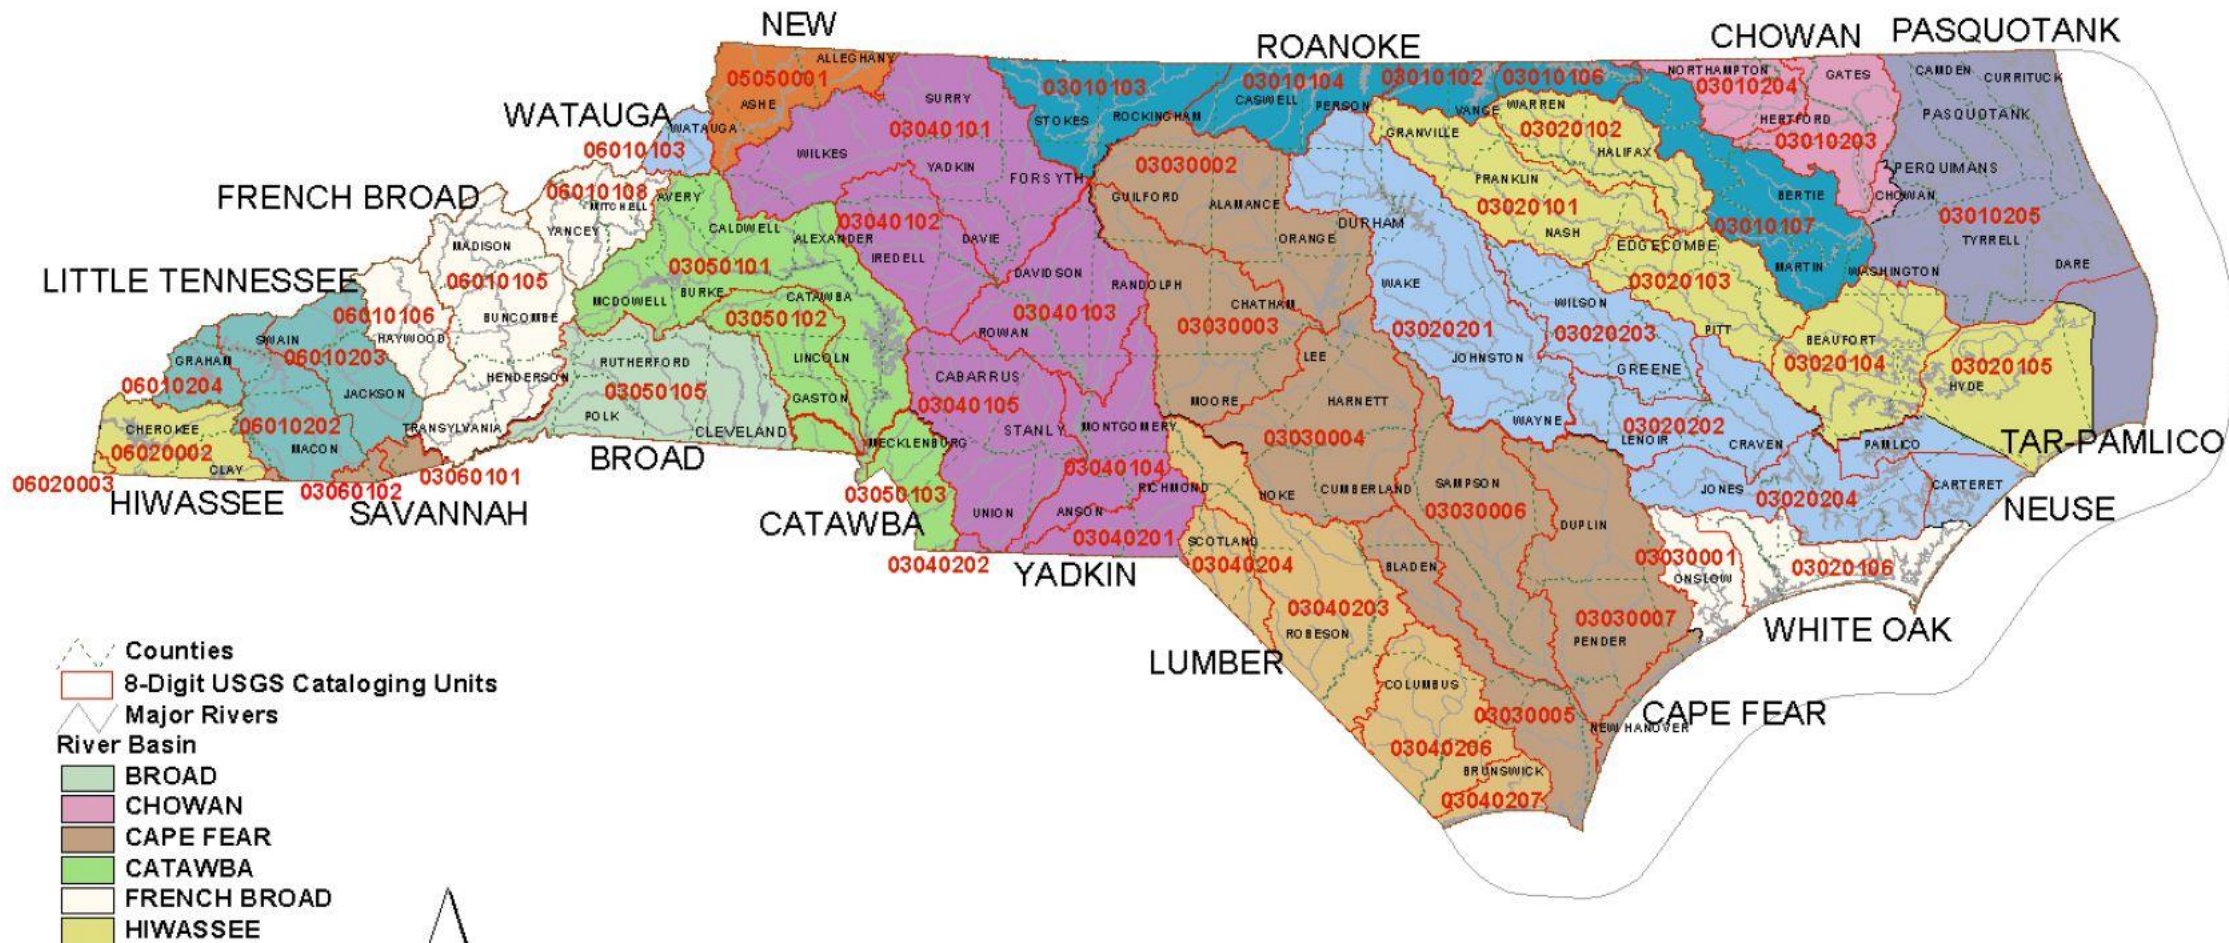 NEW
ROANOKE
CHOWAN
PASQUOTANK
ALLEGHANY
05050001
ASHE
WATAUGA
WATAUGA
06010103
SURRY
03040101
WILKES
YADKIN
FORSYTH
03010103
STOKES
ROCKINGHAM
03010104
CASWELL
PERSON
03010102
03010106
VANCE
WARREN
GRANVILLE
03020102
HALIFAX
NORTHAMPTON
03010204
GATES
HERTFORD
03010203
CAMDEN
CURRITUCK
PASQUOTANK
PERQUIMANS
CHOWAN
FRENCH BROAD
06010108
MITCHELL
AVERY
YANCEY
MADISON
CALDWELL
ALEXANDER
03040102
DAVIE
IREDELL
03030002
GUILFORD
ALAMANCE
ORANGE
DURHAM
FRANKLIN
03020101
NASH
EDGECOMBE
BERTIE
03010107
03010205
TYRRELL
DARE
MARTIN
WASHINGTON
LITTLE TENNESSEE
06010105
03050101
MCDOWELL
BURKE
CATAWBA
03050102
DAVIDSON
RANDOLPH
03040103
ROWAN
CHATHAM
03030003
WAKE
03020201
JOHNSTON
WILSON
03020203
03020103
PITT
BEAUFORT
03020104
03020105
HYDE
06010106
BUNCOMBE
HAYWOOD
SWAIN
GRAHAM
06010203
06010204
JACKSON
HENDERSON
RUTHERFORD
03050105
POLK
LINCOLN
GASTON
CLEVELAND
CABARRUS
03040105
STANLY
MONTGOMERY
MOORE
LEE
HARNETT
GREENE
WAYNE
03020202
LENOIR
CRAVEN
PAMLICO
TAR-PAMLICO
CHEROKEE
06020002
CLAY
06010202
MACON
TRANSYLVANIA
06020003
HIWASSEE
03060102
03060101
SAVANNAH
BROAD
MECKLENBURG
03050103
CATAWBA
03040104
RICHMOND
UNION
ANSON
03040201
03040202
YADKIN
03030004
HOKE
CUMBERLAND
SAMPSON
03030006
DUPLIN
JONES
03020204
CARTERET
NEUSE
SCOTLAND
03040204
BLADEN
03030001
ONSLOW
03020106
WHITE OAK
03040203
ROBESON
03030007
PENDER
LUMBER
COLUMBUS
03030005
NEW HANOVER
CAPE FEAR
03040206
BRUNSWICK
03040207
Counties
8-Digit USGS Cataloging Units
Major Rivers
River Basin
BROAD
CHOWAN
CAPE FEAR
CATAWBA
FRENCH BROAD
HIWASSEE